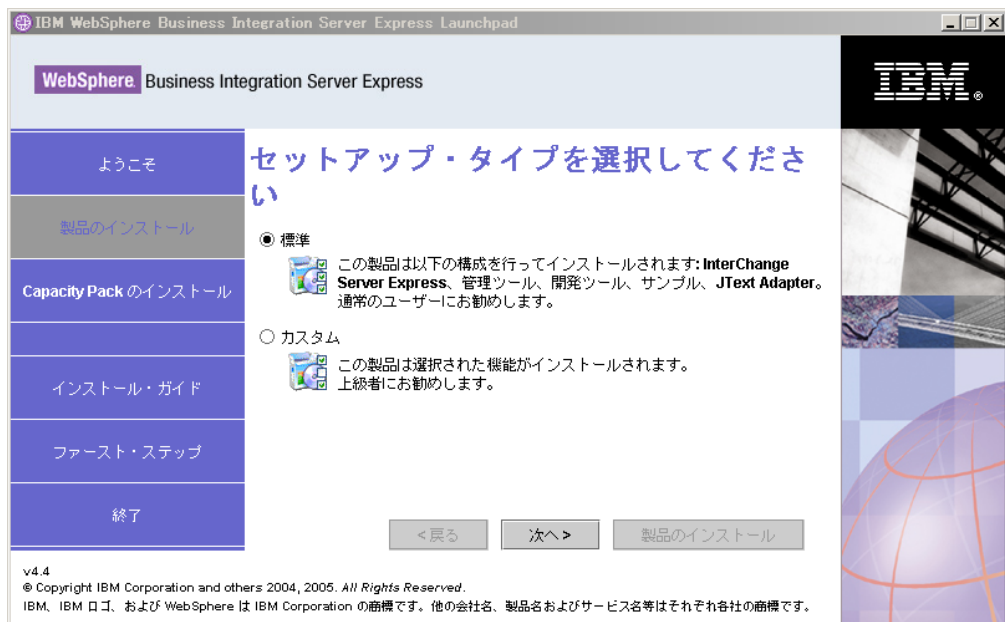 IBM WebSphere Business Integration Server Express Launchpad
WebSphere. Business Integration Server Express
IBM®
ようこそ
製品のインストール
Capacity Pack のインストール
インストール・ガイド
ファースト・ステップ
終了
セットアップ・タイプを選択してくださ
い
標準
この製品は以下の構成を行ってインストールされます: InterChange
Server Express、管理ツール、開発ツール、サンプル、JText Adapter。
通常のユーザーにお勧めします。
カスタム
この製品は選択された機能がインストールされます。
上級者にお勧めします。
<戻る
次へ>
製品のインストール
v4.4
© Copyright IBM Corporation and others 2004, 2005. All Rights Reserved.
IBM、IBM ロゴ、および WebSphere は IBM Corporation の商標です。他の会社名、製品名およびサービス名等はそれぞれ各社の商標です。